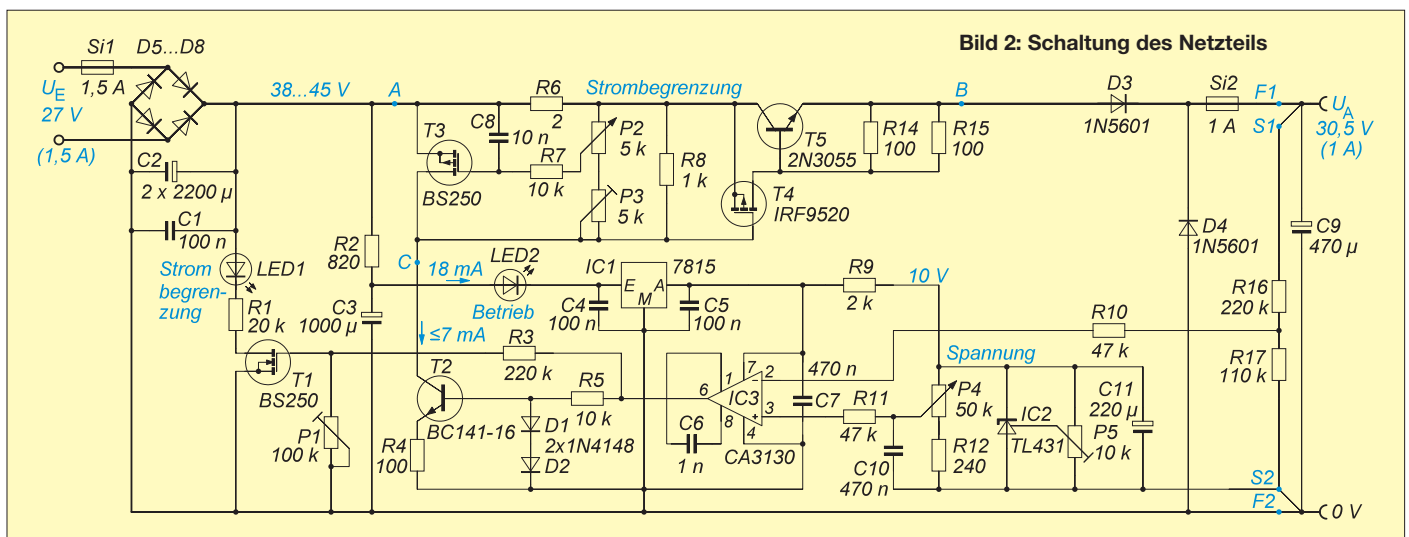 Bild 2: Schaltung des Netzteils
Si1
D5...D8
1,5 A
UE
27 V
(1,5 A)
38...45 V
A
R6
2
Strombegrenzung
B
D3
1N5601
Si2
1 A
F1
UA
S1
30,5 V
(1 A)
T3
BS250
C8
10 n
R7
10 k
P2
5 k
P3
5 k
R8
1 k
T5
2N3055
R14
100
R15
100
T4
IRF9520
C2
2 x 2200 µ
C1
100 n
Strom
begren-
zung
LED1
R1
20 k
R2
820
C3
1000 µ
C
18 mA
LED2
Betrieb
≤7 mA
IC1
7815
E
A
M
C4
100 n
C5
100 n
R9
2 k
10 V
D4
1N5601
C9
470 µ
R16
220 k
R10
47 k
R17
110 k
T1
BS250
P1
100 k
R3
220 k
T2
BC141-16
R4
100
R5
10 k
D1
2x1N4148
D2
C6
1 n
6
1
7
2
8
3
4
-
+
IC3
CA3130
470 n
C7
R11
47 k
C10
470 n
Spannung
P4
50 k
R12
240
IC2
TL431
P5
10 k
C11
220 µ
S2
F2
0 V